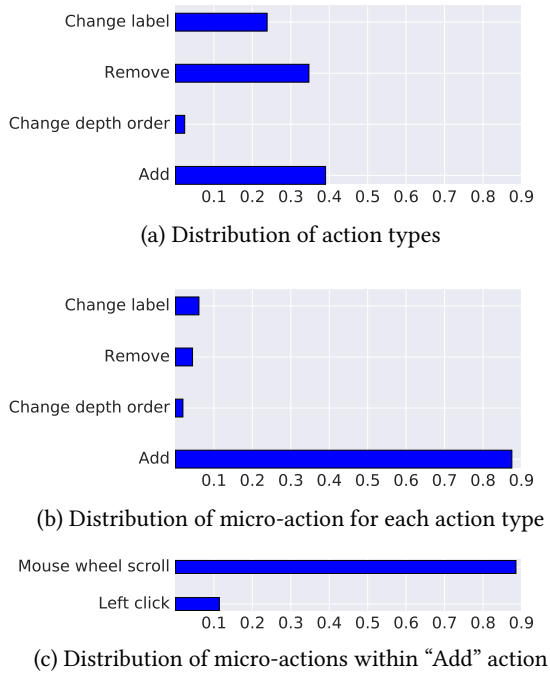 Change label
Remove
Change depth order
Add
0.1 0.2 0.3 0.4 0.5 0.6 0.7 0.8 0.9
(a) Distribution of action types
Change label
Remove
Change depth order
Add
0.1 0.2 0.3 0.4 0.5 0.6 0.7 0.8 0.9
(b) Distribution of micro-action for each action type
Mouse wheel scroll
Left click
0.1 0.2 0.3 0.4 0.5 0.6 0.7 0.8 0.9
(c) Distribution of micro-actions within “Add” action